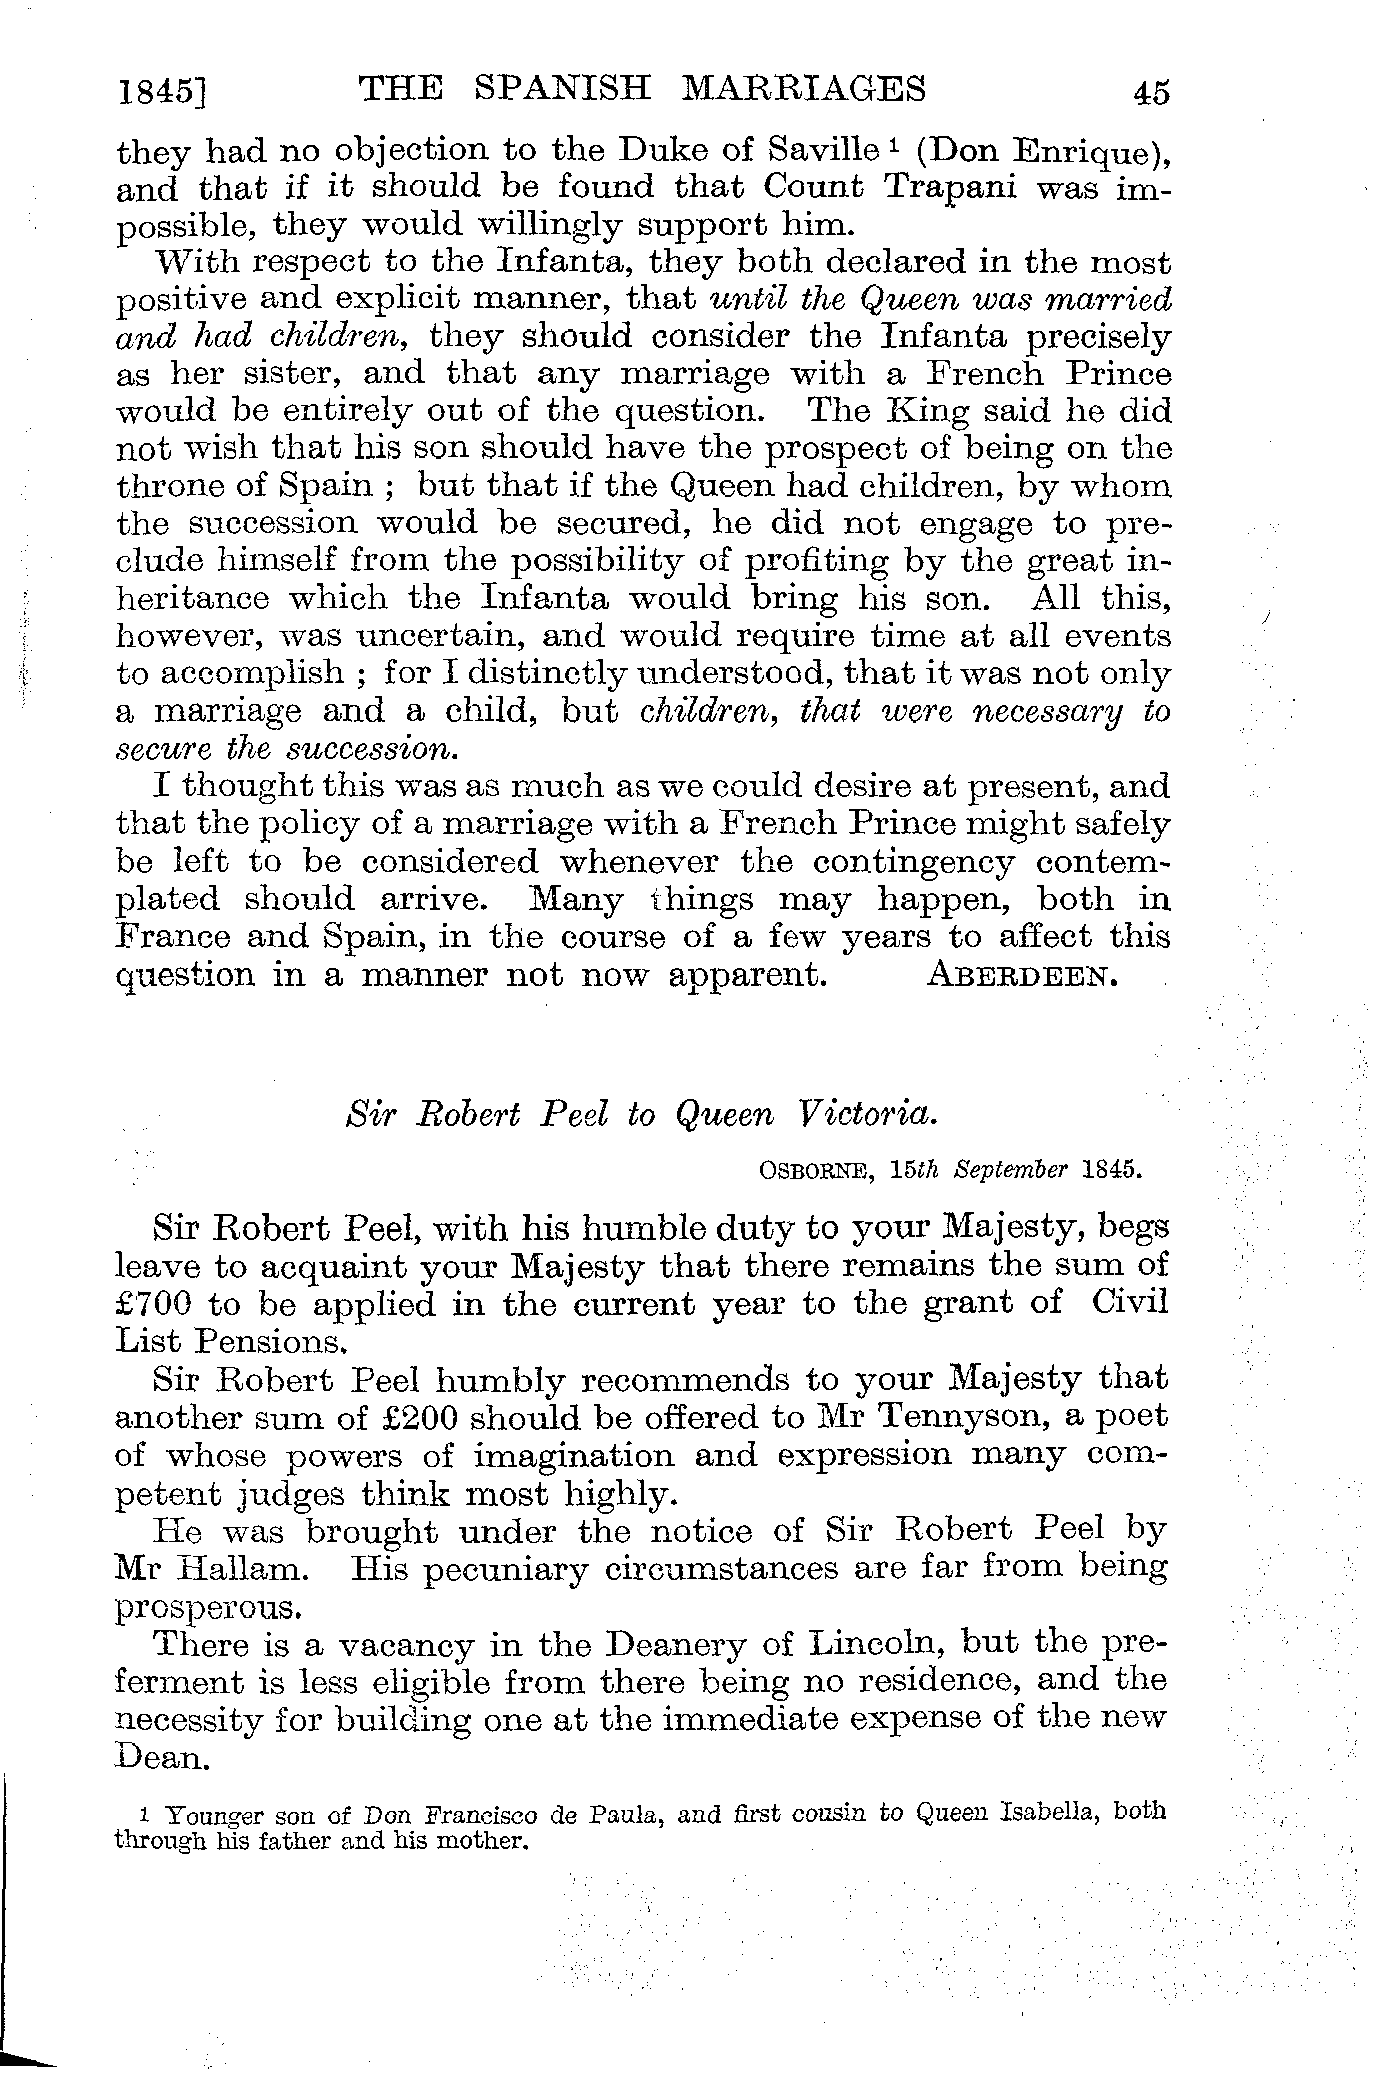 1845] THE SPANISH MARRIAGES 45
they had no objection to the Duke of Saville¹ (Don Enrique),
and that if it should be found that Count Trapani was im-
possible, they would willingly support him.
With respect to the Infanta, they both declared in the most
positive and explicit manner, that until the Queen was married
and had children, they should consider the Infanta precisely
as her sister, and that any marriage with a French Prince
would be entirely out of the question. The King said he did
not wish that his son should have the prospect of being on the
throne of Spain ; but that if the Queen had children, by whom
the succession would be secured, he did not engage to pre-
clude himself from the possibility of profiting by the great in-
heritance which the Infanta would bring his son. All this,
however, was uncertain, and would require time at all events
to accomplish ; for I distinctly understood, that it was not only
a marriage and a child, but children, that were necessary to
secure the succession.
I thought this was as much as we could desire at present, and
that the policy of a marriage with a French Prince might safely
be left to be considered whenever the contingency contem-
plated should arrive. Many things may happen, both in
France and Spain, in the course of a few years to affect this
question in a manner not now apparent. ABERDEEN.
Sir Robert Peel to Queen Victoria.
OSBORNE, 15th September 1845.
Sir Robert Peel, with his humble duty to your Majesty, begs
leave to acquaint your Majesty that there remains the sum of
£700 to be applied in the current year to the grant of Civil
List Pensions.
Sir Robert Peel humbly recommends to your Majesty that
another sum of £200 should be offered to Mr Tennyson, a poet
of whose powers of imagination and expression many com-
petent judges think most highly.
He was brought under the notice of Sir Robert Peel by
Mr Hallam. His pecuniary circumstances are far from being
prosperous.
There is a vacancy in the Deanery of Lincoln, but the pre-
ferment is less eligible from there being no residence, and the
necessity for building one at the immediate expense of the new
Dean.
1 Younger son of Don Francisco de Paula, and first cousin to Queen Isabella, both
through his father and his mother.